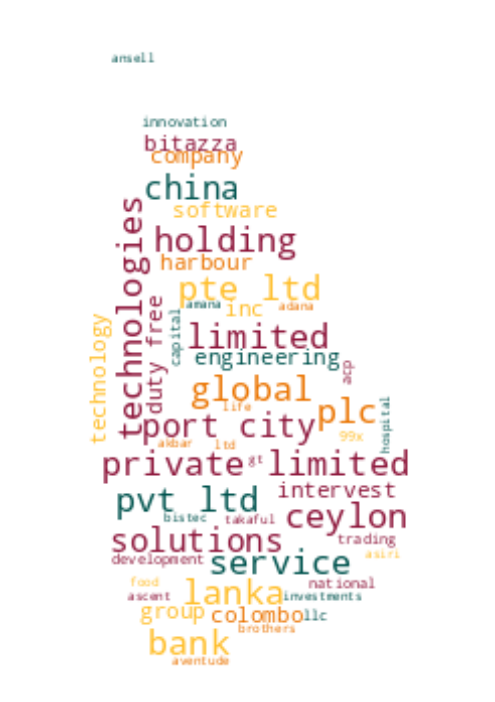 ansell
innovation
bitazza
company
china
software
technologies
holding
harbour
pte ltd
amana
inc
adana
duty free
capital
technology
limited
engineering
acp
global
life
plc
hospital
port city
99x
akbar
ltd
private
gt
limited
intervest
pvt ltd
ceylon
bistec
takaful
solutions
trading
asiri
development
service
food
national
ascent
lanka
investments
group
colombo
llc
brothers
bank
aventude